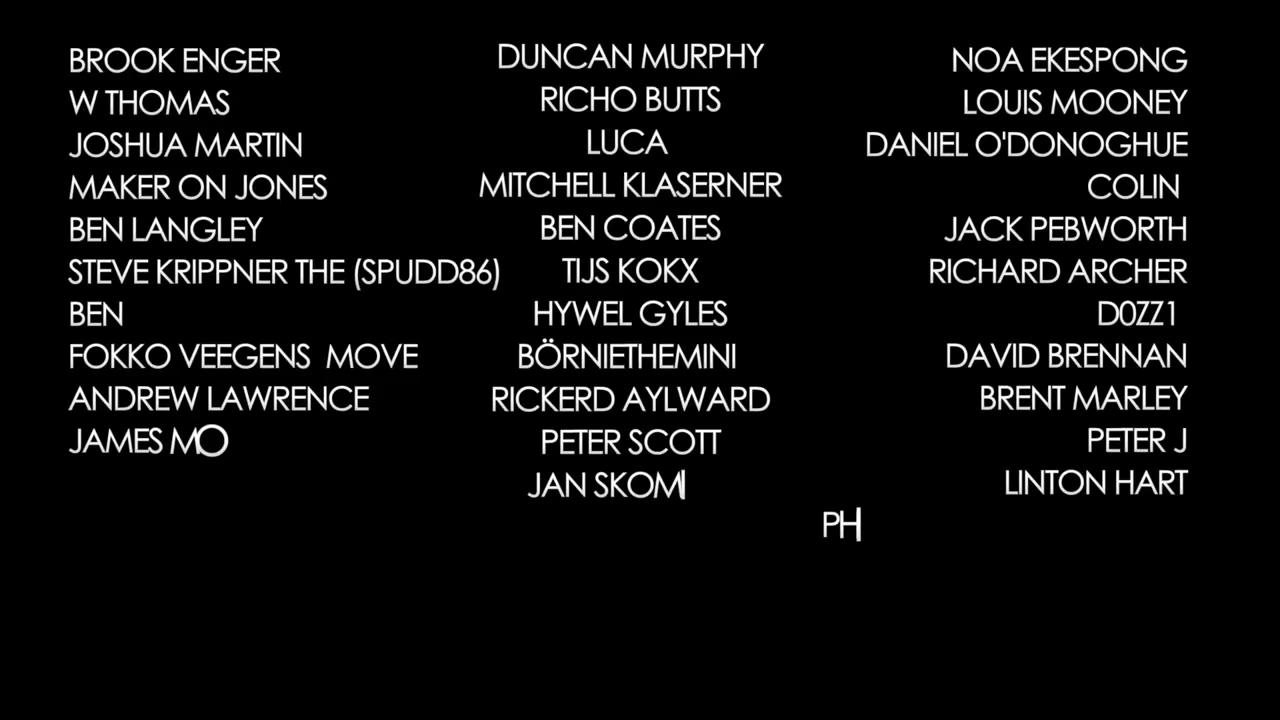 BROOK ENGER
W THOMAS
JOSHUA MARTIN
MAKER ON JONES
BEN LANGLEY
STEVE KRIPPNER THE (SPUDD86)
BEN
FOKKO VEEGENS  MOVE
ANDREW LAWRENCE
JAMES MO
DUNCAN MURPHY
RICHO BUTTS
LUCA
MITCHELL KLASERNER
BEN COATES
TIJS KOKX
HYWEL GYLES
BÖRNIETHEMINI
RICKERD AYLWARD
PETER SCOTT
JAN SKOM
NOA EKESPONG
LOUIS MOONEY
DANIEL O'DONOGHUE
COLIN
JACK PEBWORTH
RICHARD ARCHER
D0ZZ1
DAVID BRENNAN
BRENT MARLEY
PETER J
LINTON HART
PH